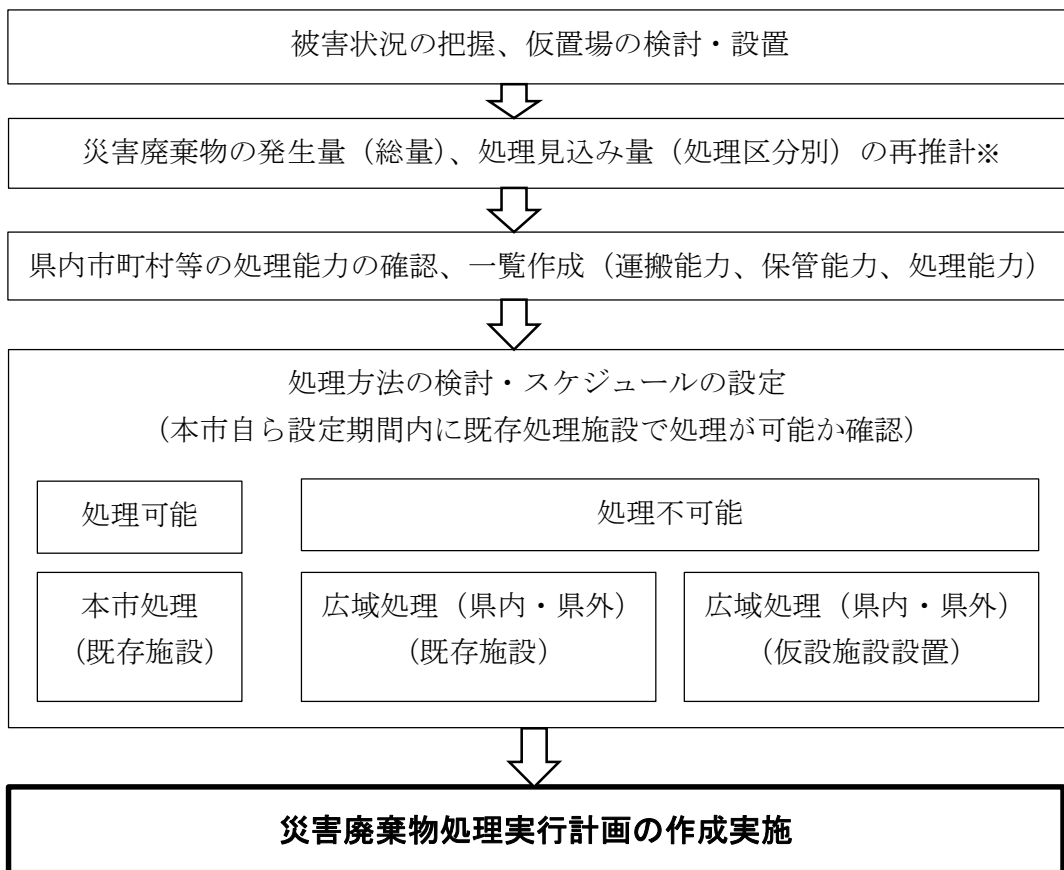 被害状況の把握、仮置場の検討・設置
災害廃棄物の発生量（総量）、処理見込み量（処理区分別）の再推計※
県内市町村等の処理能力の確認、一覧作成（運搬能力、保管能力、処理能力）
処理方法の検討・スケジュールの設定
（本市自ら設定期間内に既存処理施設で処理が可能か確認）
処理可能
処理不可能
本市処理
（既存施設）
広域処理（県内・県外）
（既存施設）
広域処理（県内・県外）
（仮設施設設置）
災害廃棄物処理実行計画の作成実施